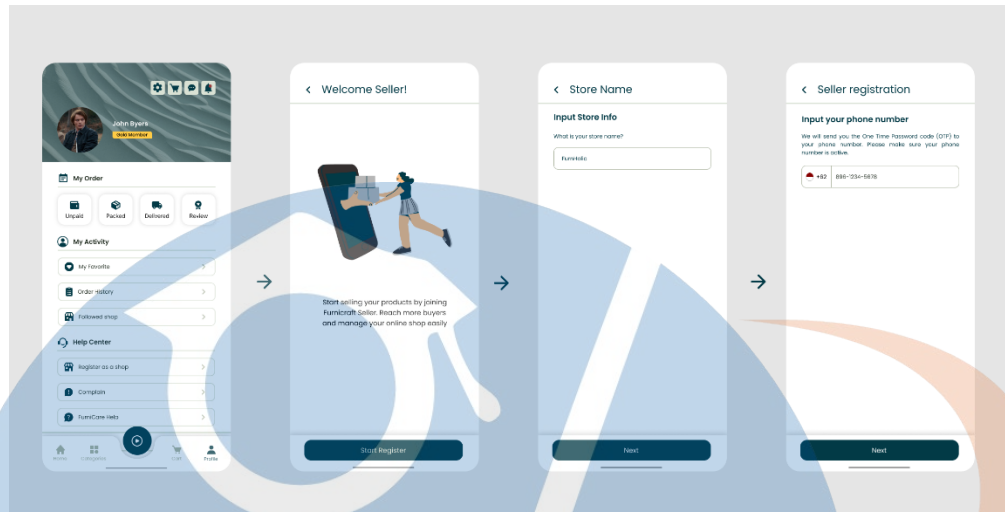 John Byers
Gold Member
My Order
Unpaid
Packed
Delivered
Review
My Activity
My Favorite
Order History
Followed shop
Help Center
Register as a shop
Complain
FurniCare Help
Home
Categories
Cart
Profile
Welcome Seller!
Start selling your products by joining
Furnicraft Seller. Reach more buyers
and manage your online shop easily
Start Register
Store Name
Input Store Info
What is your store name?
Next
Seller registration
Input your phone number
We will send you the One Time Password code (OTP) to
your phone number. Please make sure your phone
number is active.
+62 896-1234-5678
Next